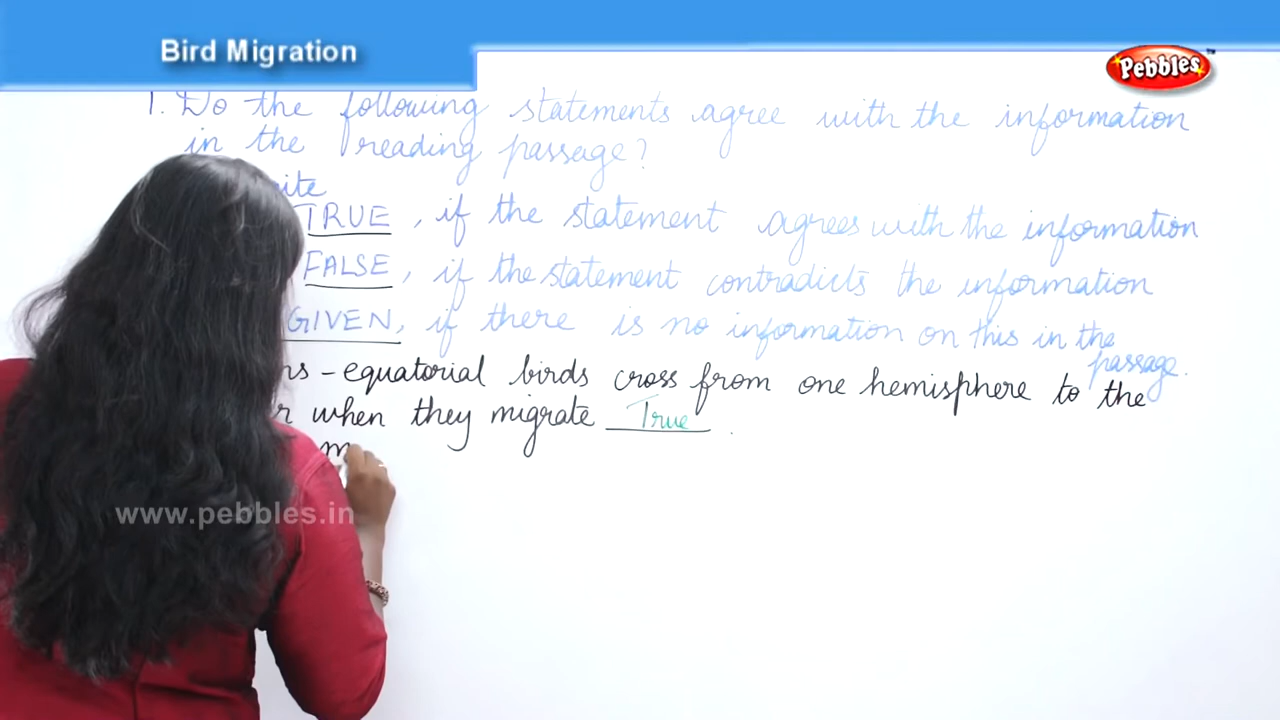 Bird Migration
Pebbles
1. Do the following statements agree with the information
in the reading passage?
TRUE, if the statement agrees with the information
FALSE, if the statement contradicts the information
GIVEN, if there is no information on this in the
passage.
- equatorial birds cross from one hemisphere to the
when they migrate True.
www.pebbles.in